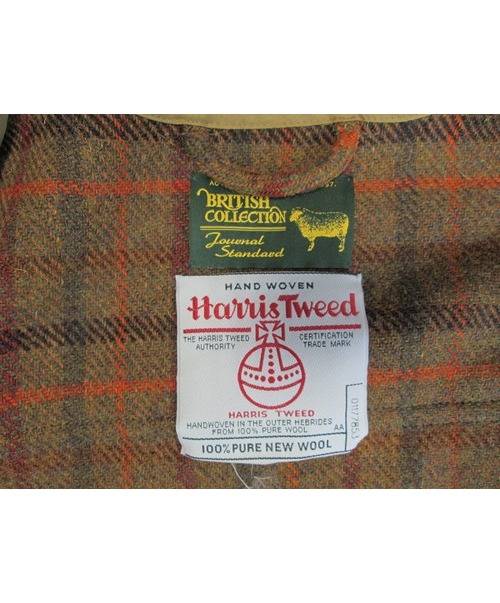 BRITISH
COLLECTION
Journal
Standard
HAND WOVEN
Harris Tweed
THE HARRIS TWEED
AUTHORITY
CERTIFICATION
TRADE MARK
HARRIS TWEED
HANDWOVEN IN THE OUTER HEBRIDES
FROM 100% PURE WOOL
AA
01177853
100% PURE NEW WOOL